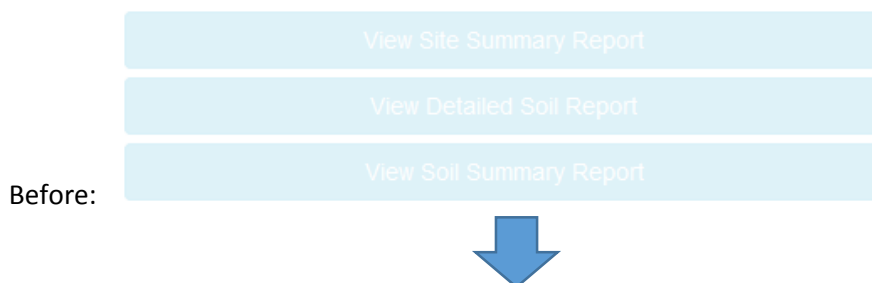 View Site Summary Report
View Detailed Soil Report
View Soil Summary Report
Before: